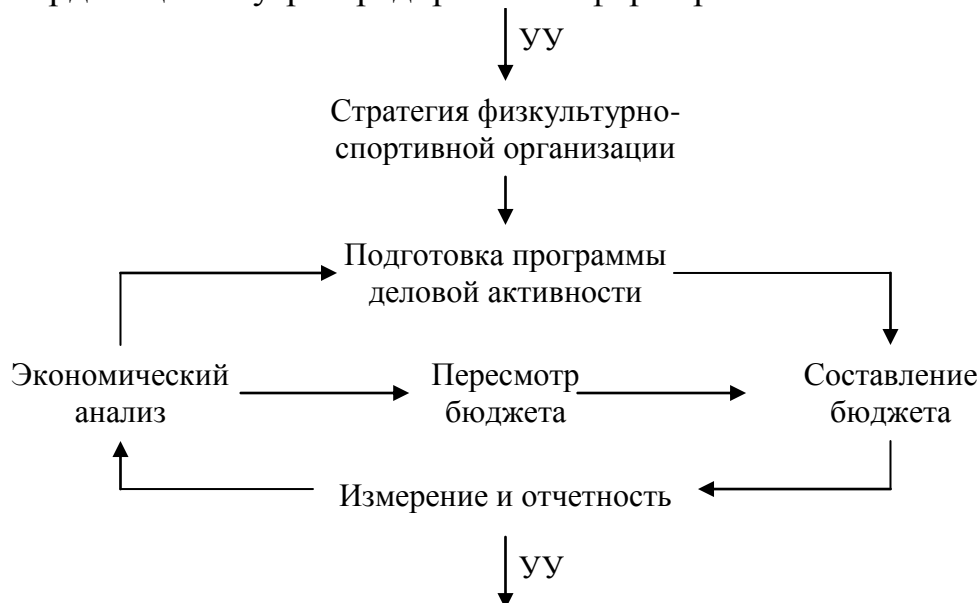 УУ
Стратегия физкультурно-
спортивной организации
Подготовка программы
деловой активности
Экономический
анализ
Пересмотр
бюджета
Составление
бюджета
Измерение и отчетность
УУ